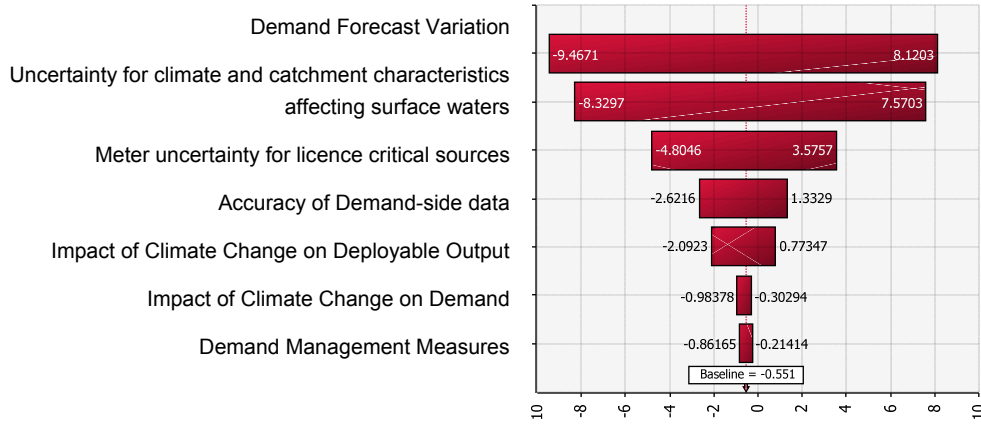 Demand Forecast Variation
-9.4671
8.1203
Uncertainty for climate and catchment characteristics
affecting surface waters
-8.3297
7.5703
Meter uncertainty for licence critical sources
-4.8046
3.5757
Accuracy of Demand-side data
-2.6216
1.3329
Impact of Climate Change on Deployable Output
-2.0923
0.77347
Impact of Climate Change on Demand
-0.98378
-0.30294
Demand Management Measures
-0.86165
-0.21414
Baseline = -0.551
10
-8
-6
-4
-2
0
2
4
6
8
10